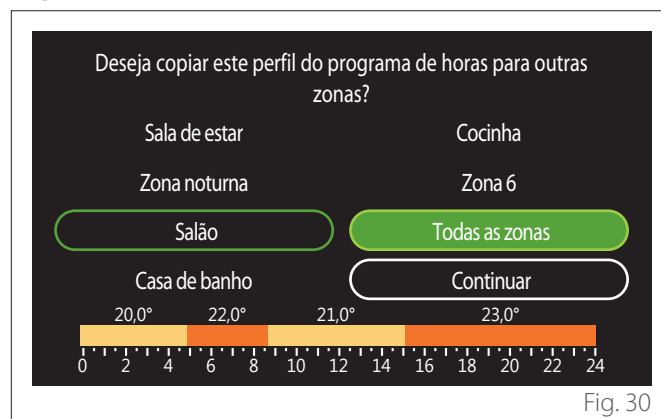 Deseja copiar este perfil do programa de horas para outras
zonas?
Sala de estar Cocinha
Zona noturna Zona 6
Salão Todas as zonas
Casa de banho Continuar
20,0° 22,0° 21,0° 23,0°
0 2 4 6 8 10 12 14 16 18 20 22 24
Fig. 30